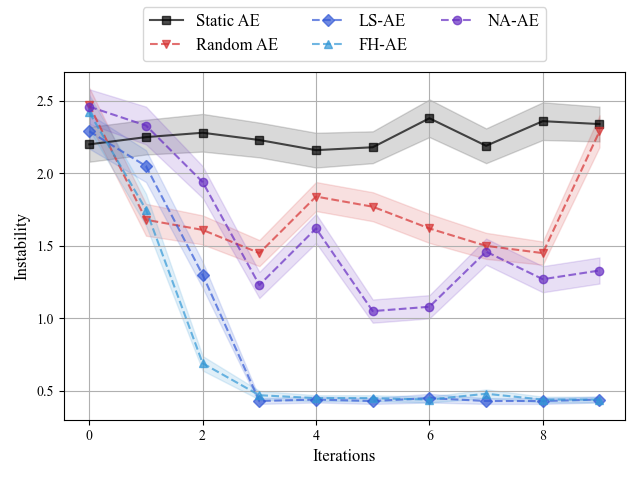 Static AE
Random AE
LS-AE
FH-AE
NA-AE
Instability
2.5
2.0
1.5
1.0
0.5
0 2 4 6 8
Iterations